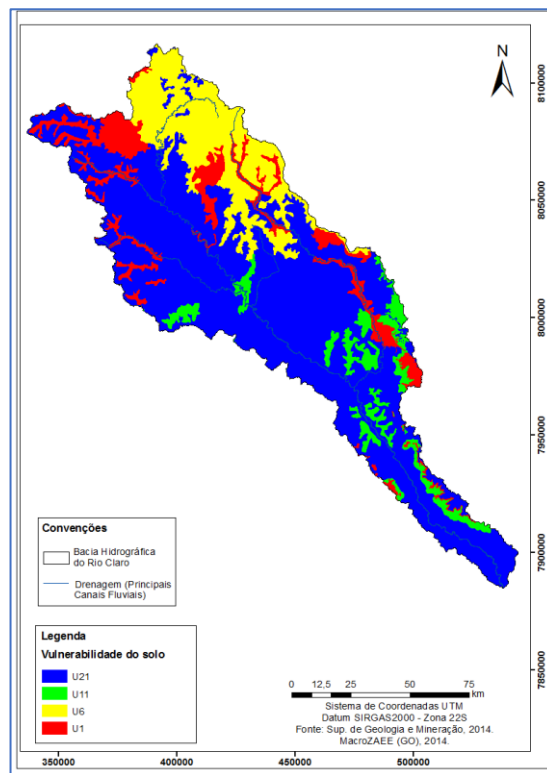 N
8100000
8050000
8000000
7950000
7900000
7850000
Convenções
Bacia Hidrográfica
do Rio Claro
Drenagem (Principais
Canais Fluviais)
Legenda
Vulnerabilidade do solo
U21
U11
U6
U1
0 12,5 25 50 75
km
Sistema de Coordenadas UTM
Datum SIRGAS2000 - Zona 22S
Fonte: Sup. de Geologia e Mineração, 2014.
MacroZAEE (GO), 2014.
350000 400000 450000 500000